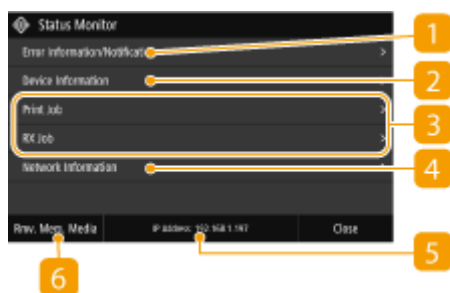 Status Monitor
1
Error Information/Notificat
2
Device Information
Print Job
3
RX Job
4
Network Information
Rmv. Mem. Media
IP Address: 192.168.1.197
Close
5
6